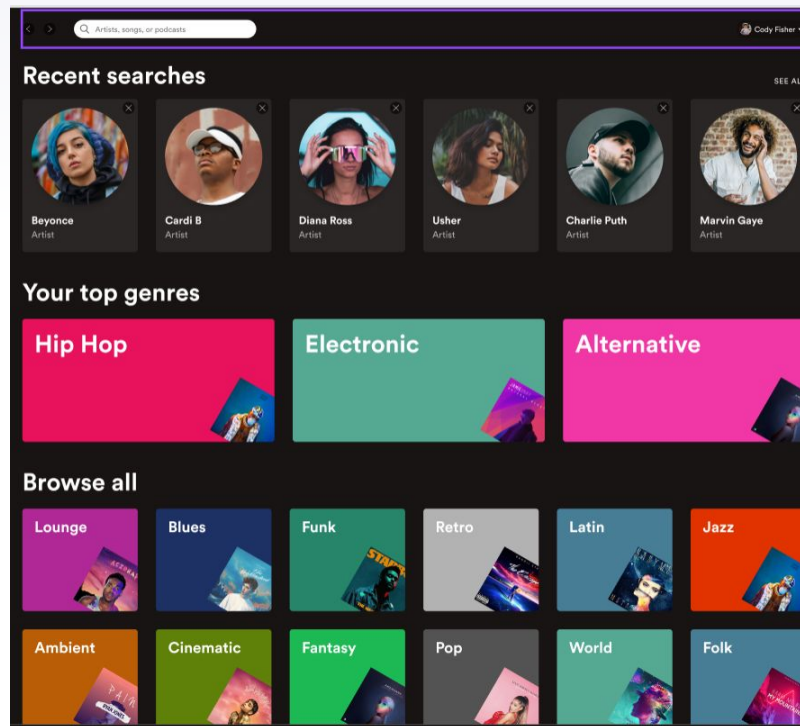 Artists, songs, or podcasts
Cody Fisher
Recent searches
SEE AL
Beyonce
Artist
Cardi B
Artist
Diana Ross
Artist
Usher
Artist
Charlie Puth
Artist
Marvin Gaye
Artist
Your top genres
Hip Hop
Electronic
Alternative
Browse all
Lounge
Blues
Funk
Retro
Latin
Jazz
Ambient
Cinematic
Fantasy
Pop
World
Folk